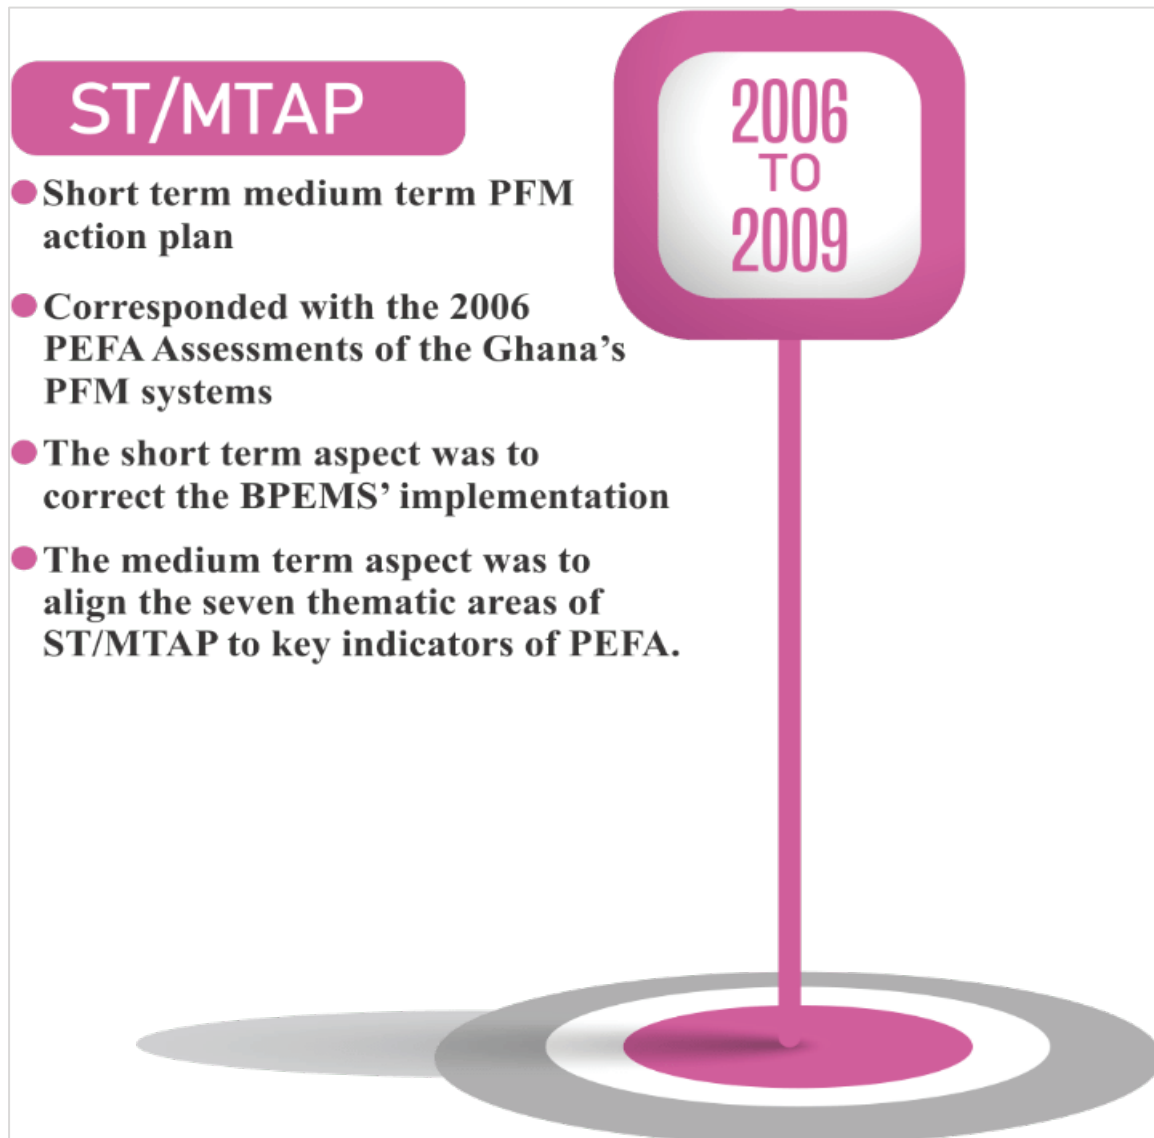 ST/MTAP
Short term medium term PFM
action plan
Corresponded with the 2006
PEFA Assessments of the Ghana’s
PFM systems
The short term aspect was to
correct the BPEMS’ implementation
The medium term aspect was to
align the seven thematic areas of
ST/MTAP to key indicators of PEFA.
2006
TO
2009